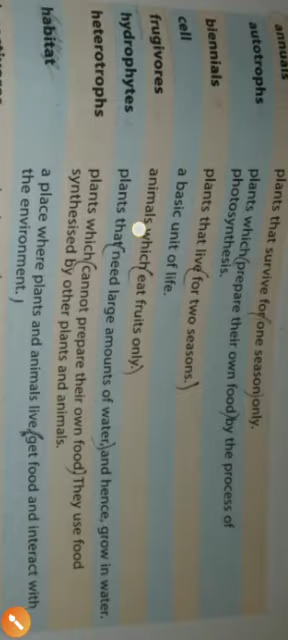 annuals plants that survive for one season only.
autotrophs plants which prepare their own food by the process of
photosynthesis.
biennials plants that live for two seasons.
cell a basic unit of life.
frugivores animals which eat fruits only.
hydrophytes plants that need large amounts of water, and hence, grow in water.
heterotrophs plants which cannot prepare their own food. They use food
synthesised by other plants and animals.
habitat a place where plants and animals live, get food and interact with
the environment.